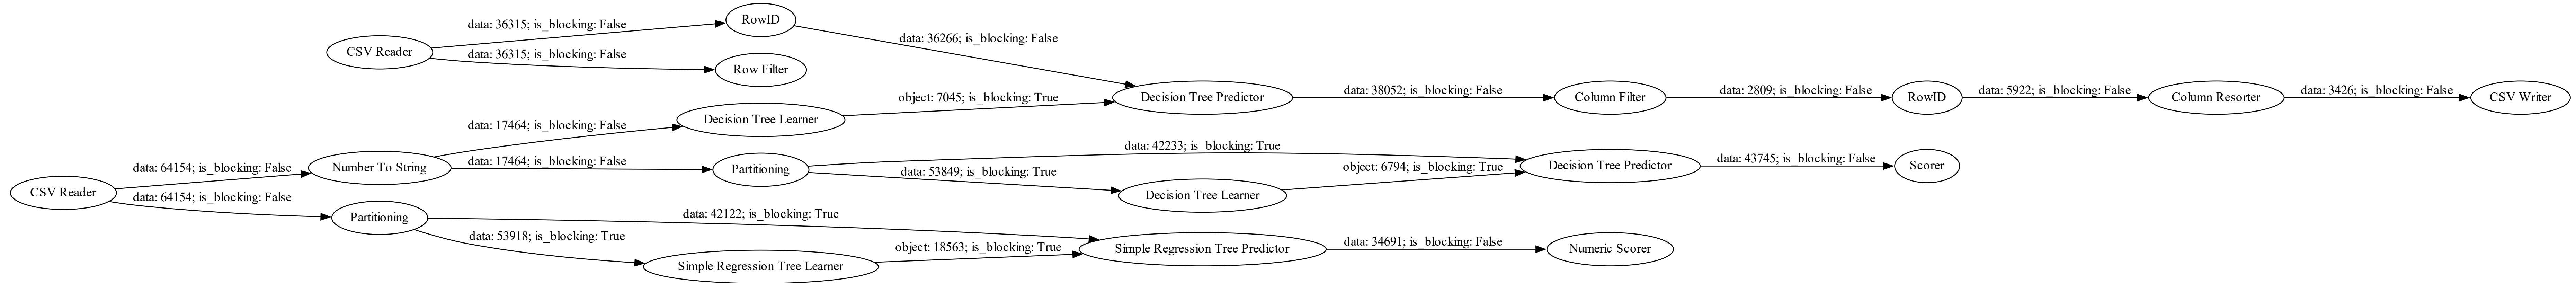 RowID
data: 36315; is_blocking: False
data: 36266; is_blocking: False
CSV Reader
data: 36315; is_blocking: False
Row Filter
object: 7045; is_blocking: True
Decision Tree Predictor
data: 38052; is_blocking: False
Column Filter
data: 2809; is_blocking: False
RowID
data: 5922; is_blocking: False
Column Resorter
data: 3426; is_blocking: False
CSV Writer
Decision Tree Learner
data: 17464; is_blocking: False
data: 42233; is_blocking: True
data: 64154; is_blocking: False
Number To String
data: 17464; is_blocking: False
Partitioning
data: 53849; is_blocking: True
object: 6794; is_blocking: True
Decision Tree Predictor
data: 43745; is_blocking: False
Scorer
CSV Reader
data: 64154; is_blocking: False
Decision Tree Learner
Partitioning
data: 42122; is_blocking: True
data: 53918; is_blocking: True
object: 18563; is_blocking: True
Simple Regression Tree Predictor
data: 34691; is_blocking: False
Numeric Scorer
Simple Regression Tree Learner